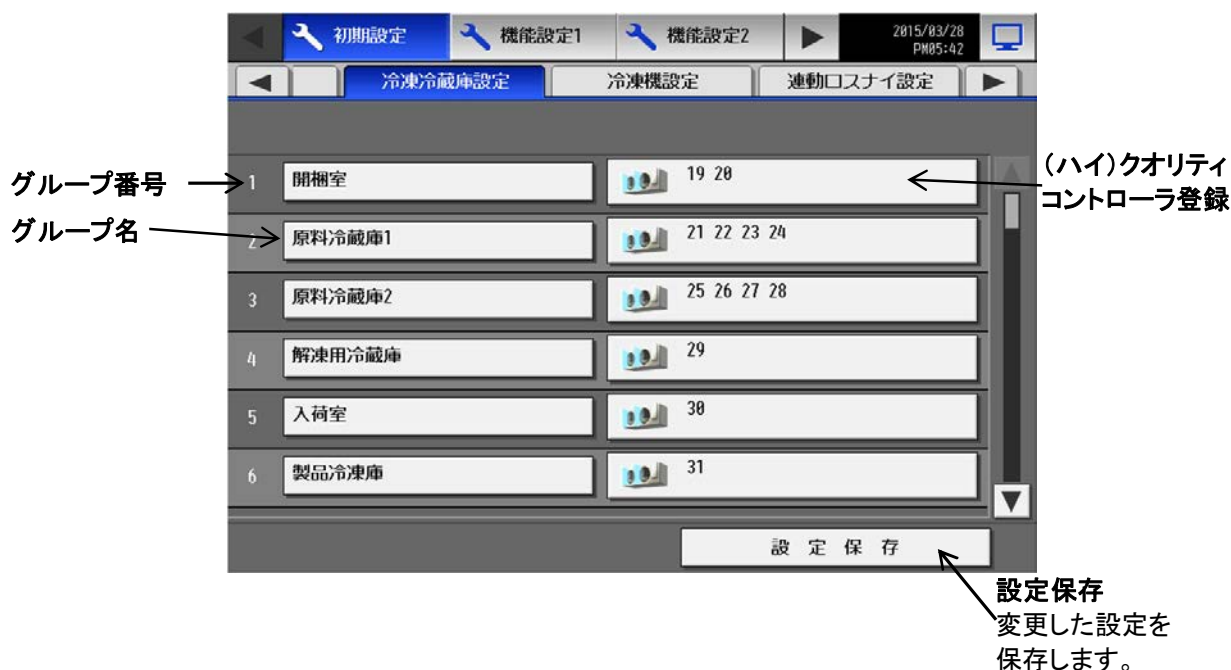 初期設定 機能設定1 機能設定2 2015/03/28
PM05:42
冷凍冷蔵庫設定 冷凍機設定 連動ロスナイ設定
グループ番号 1 開梱室 19 20 (ハイ)クオリティ
コントローラ登録
グループ名 2 原料冷蔵庫1 21 22 23 24
3 原料冷蔵庫2 25 26 27 28
4 解凍用冷蔵庫 29
5 入荷室 30
6 製品冷凍庫 31
設 定 保 存
設定保存
変更した設定を
保存します。